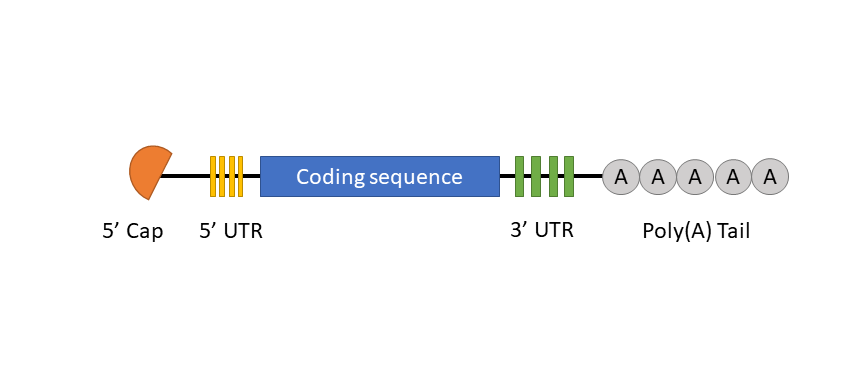 Coding sequence
A A A A A
5’ Cap
5’ UTR
3’ UTR
Poly(A) Tail